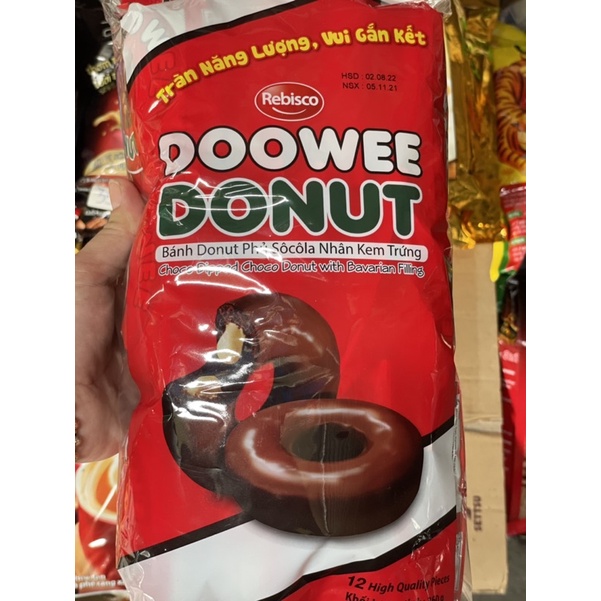 Tràn Năng Lượng, Vui Gắn Kết
HSD : 02.08.22
NSX : 05.11.21
Rebisco
DOOWEE
DONUT
Bánh Donut Phủ Sôcôla Nhân Kem Trứng
Choco Dipped Choco Donut with Bavarian Filling
12 High Quality Pieces
SETTSU